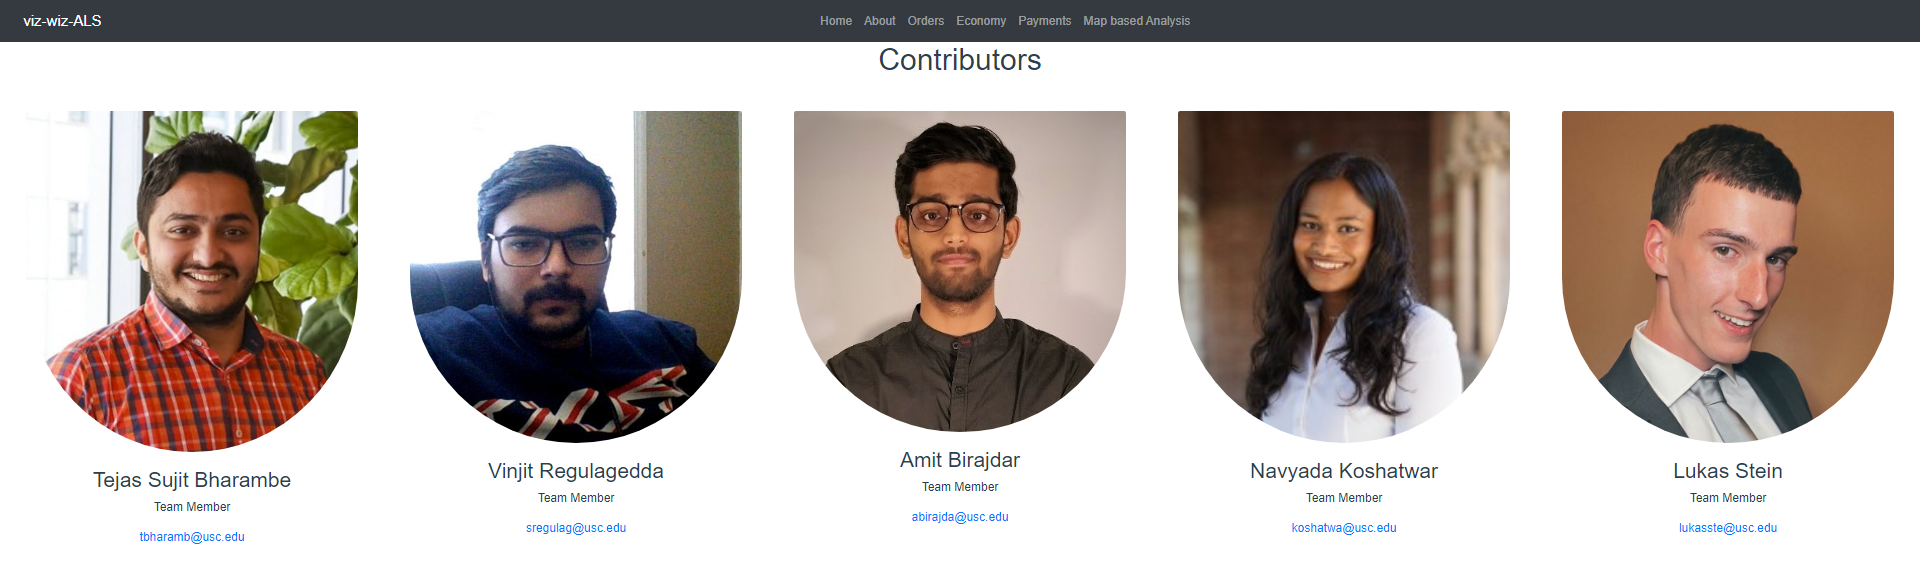 viz-wiz-ALS
Home About Orders Economy Payments Map based Analysis
Contributors
Tejas Sujit Bharambe
Team Member
tbharamb@usc.edu
Vinjit Regulagedda
Team Member
sregulag@usc.edu
Amit Birajdar
Team Member
abirajda@usc.edu
Navyada Koshatwar
Team Member
koshatwa@usc.edu
Lukas Stein
Team Member
lukasste@usc.edu